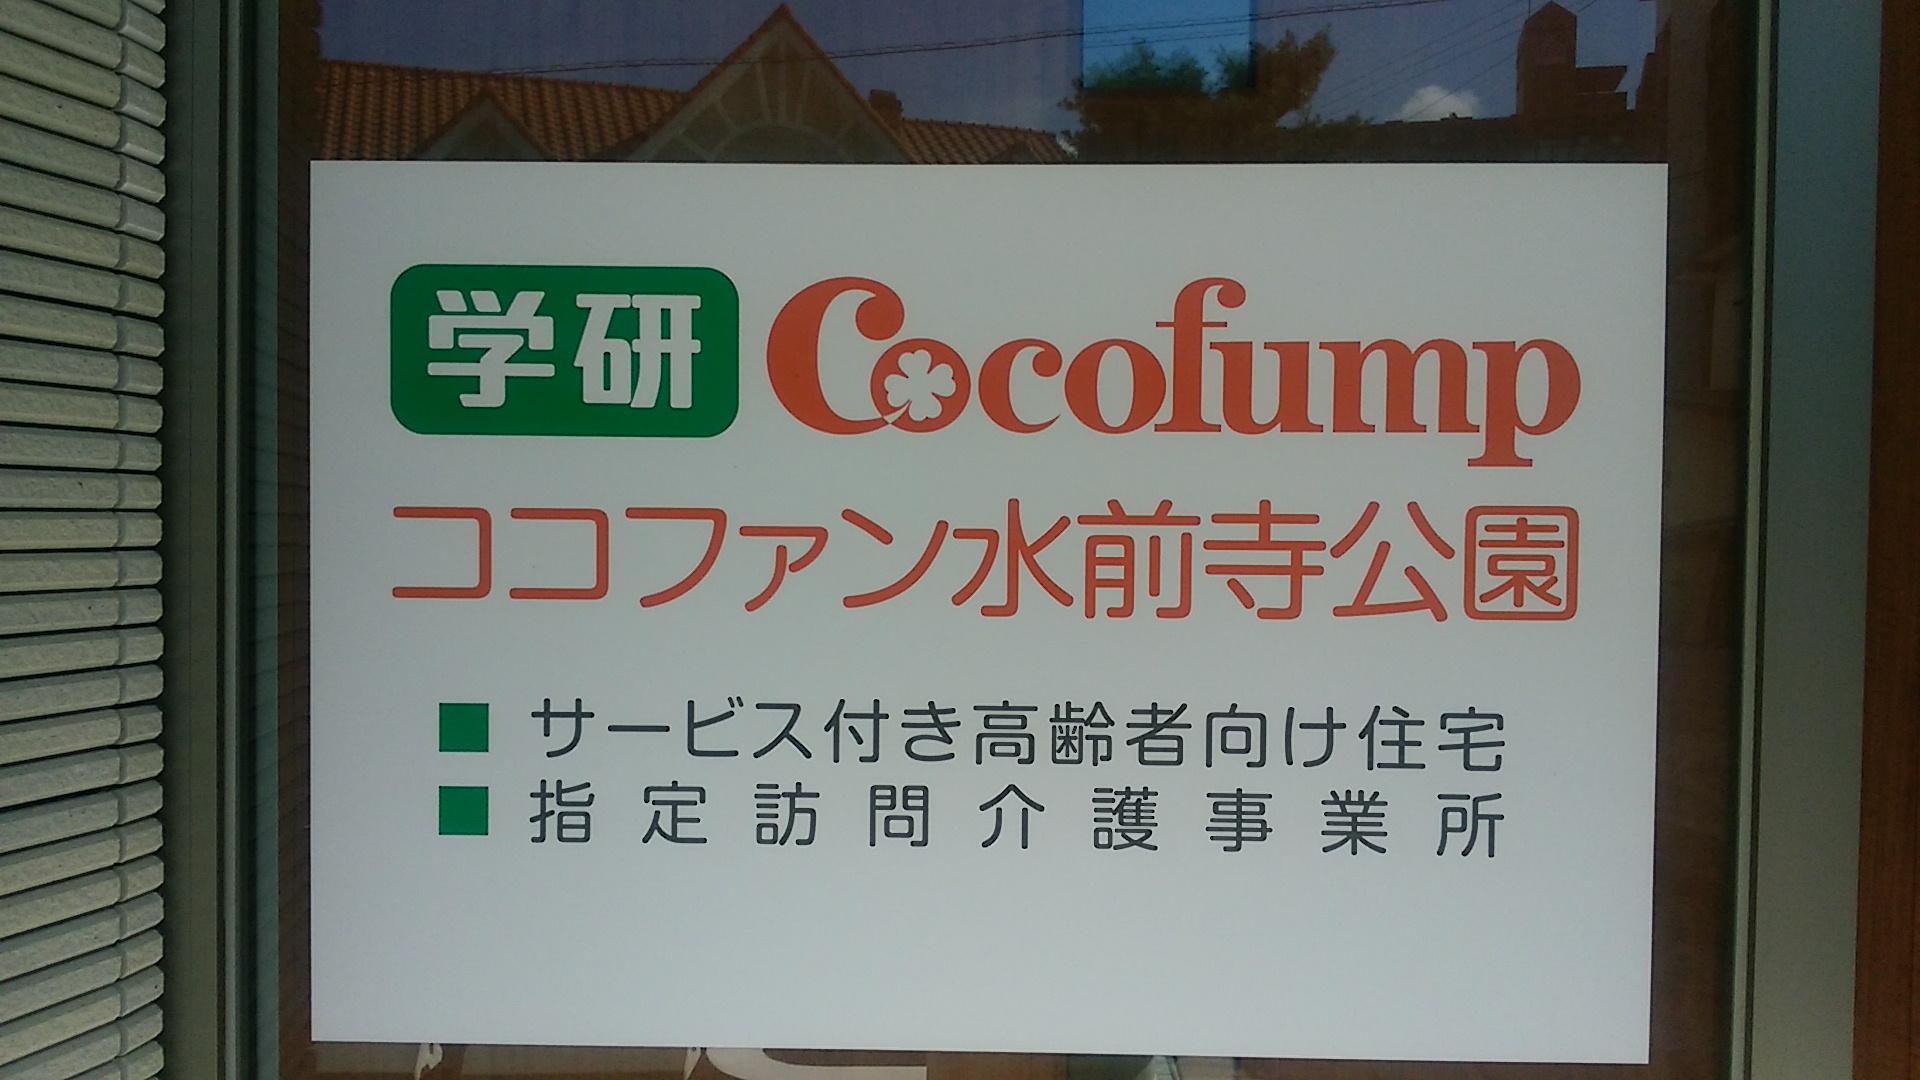 学研 Cocofump
ココファン水前寺公園
■ サービス付き高齢者向け住宅
■ 指定訪問介護事業所